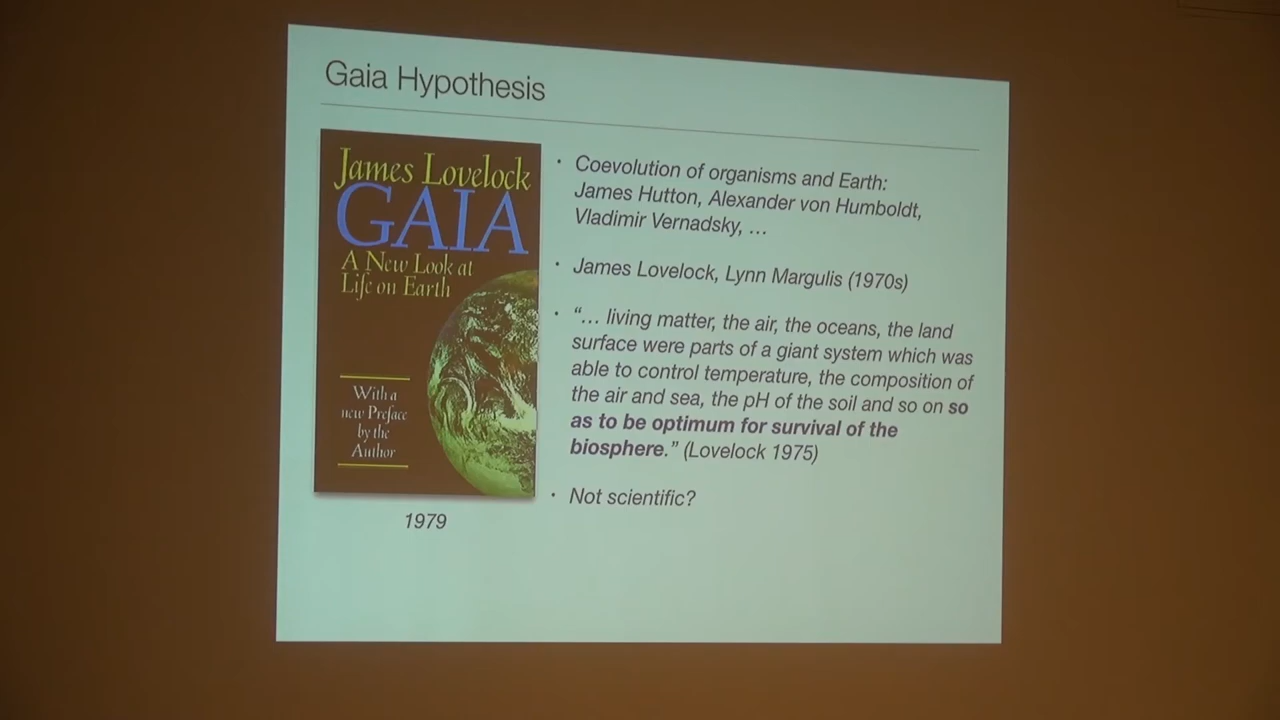 Gaia Hypothesis
James Lovelock
GAIA
A New Look at
Life on Earth
With a
new Preface
by the
Author
1979
• Coevolution of organisms and Earth:
James Hutton, Alexander von Humboldt,
Vladimir Vernadsky, …
• James Lovelock, Lynn Margulis (1970s)
• “… living matter, the air, the oceans, the land
surface were parts of a giant system which was
able to control temperature, the composition of
the air and sea, the pH of the soil and so on so
as to be optimum for survival of the
biosphere.” (Lovelock 1975)
• Not scientific?